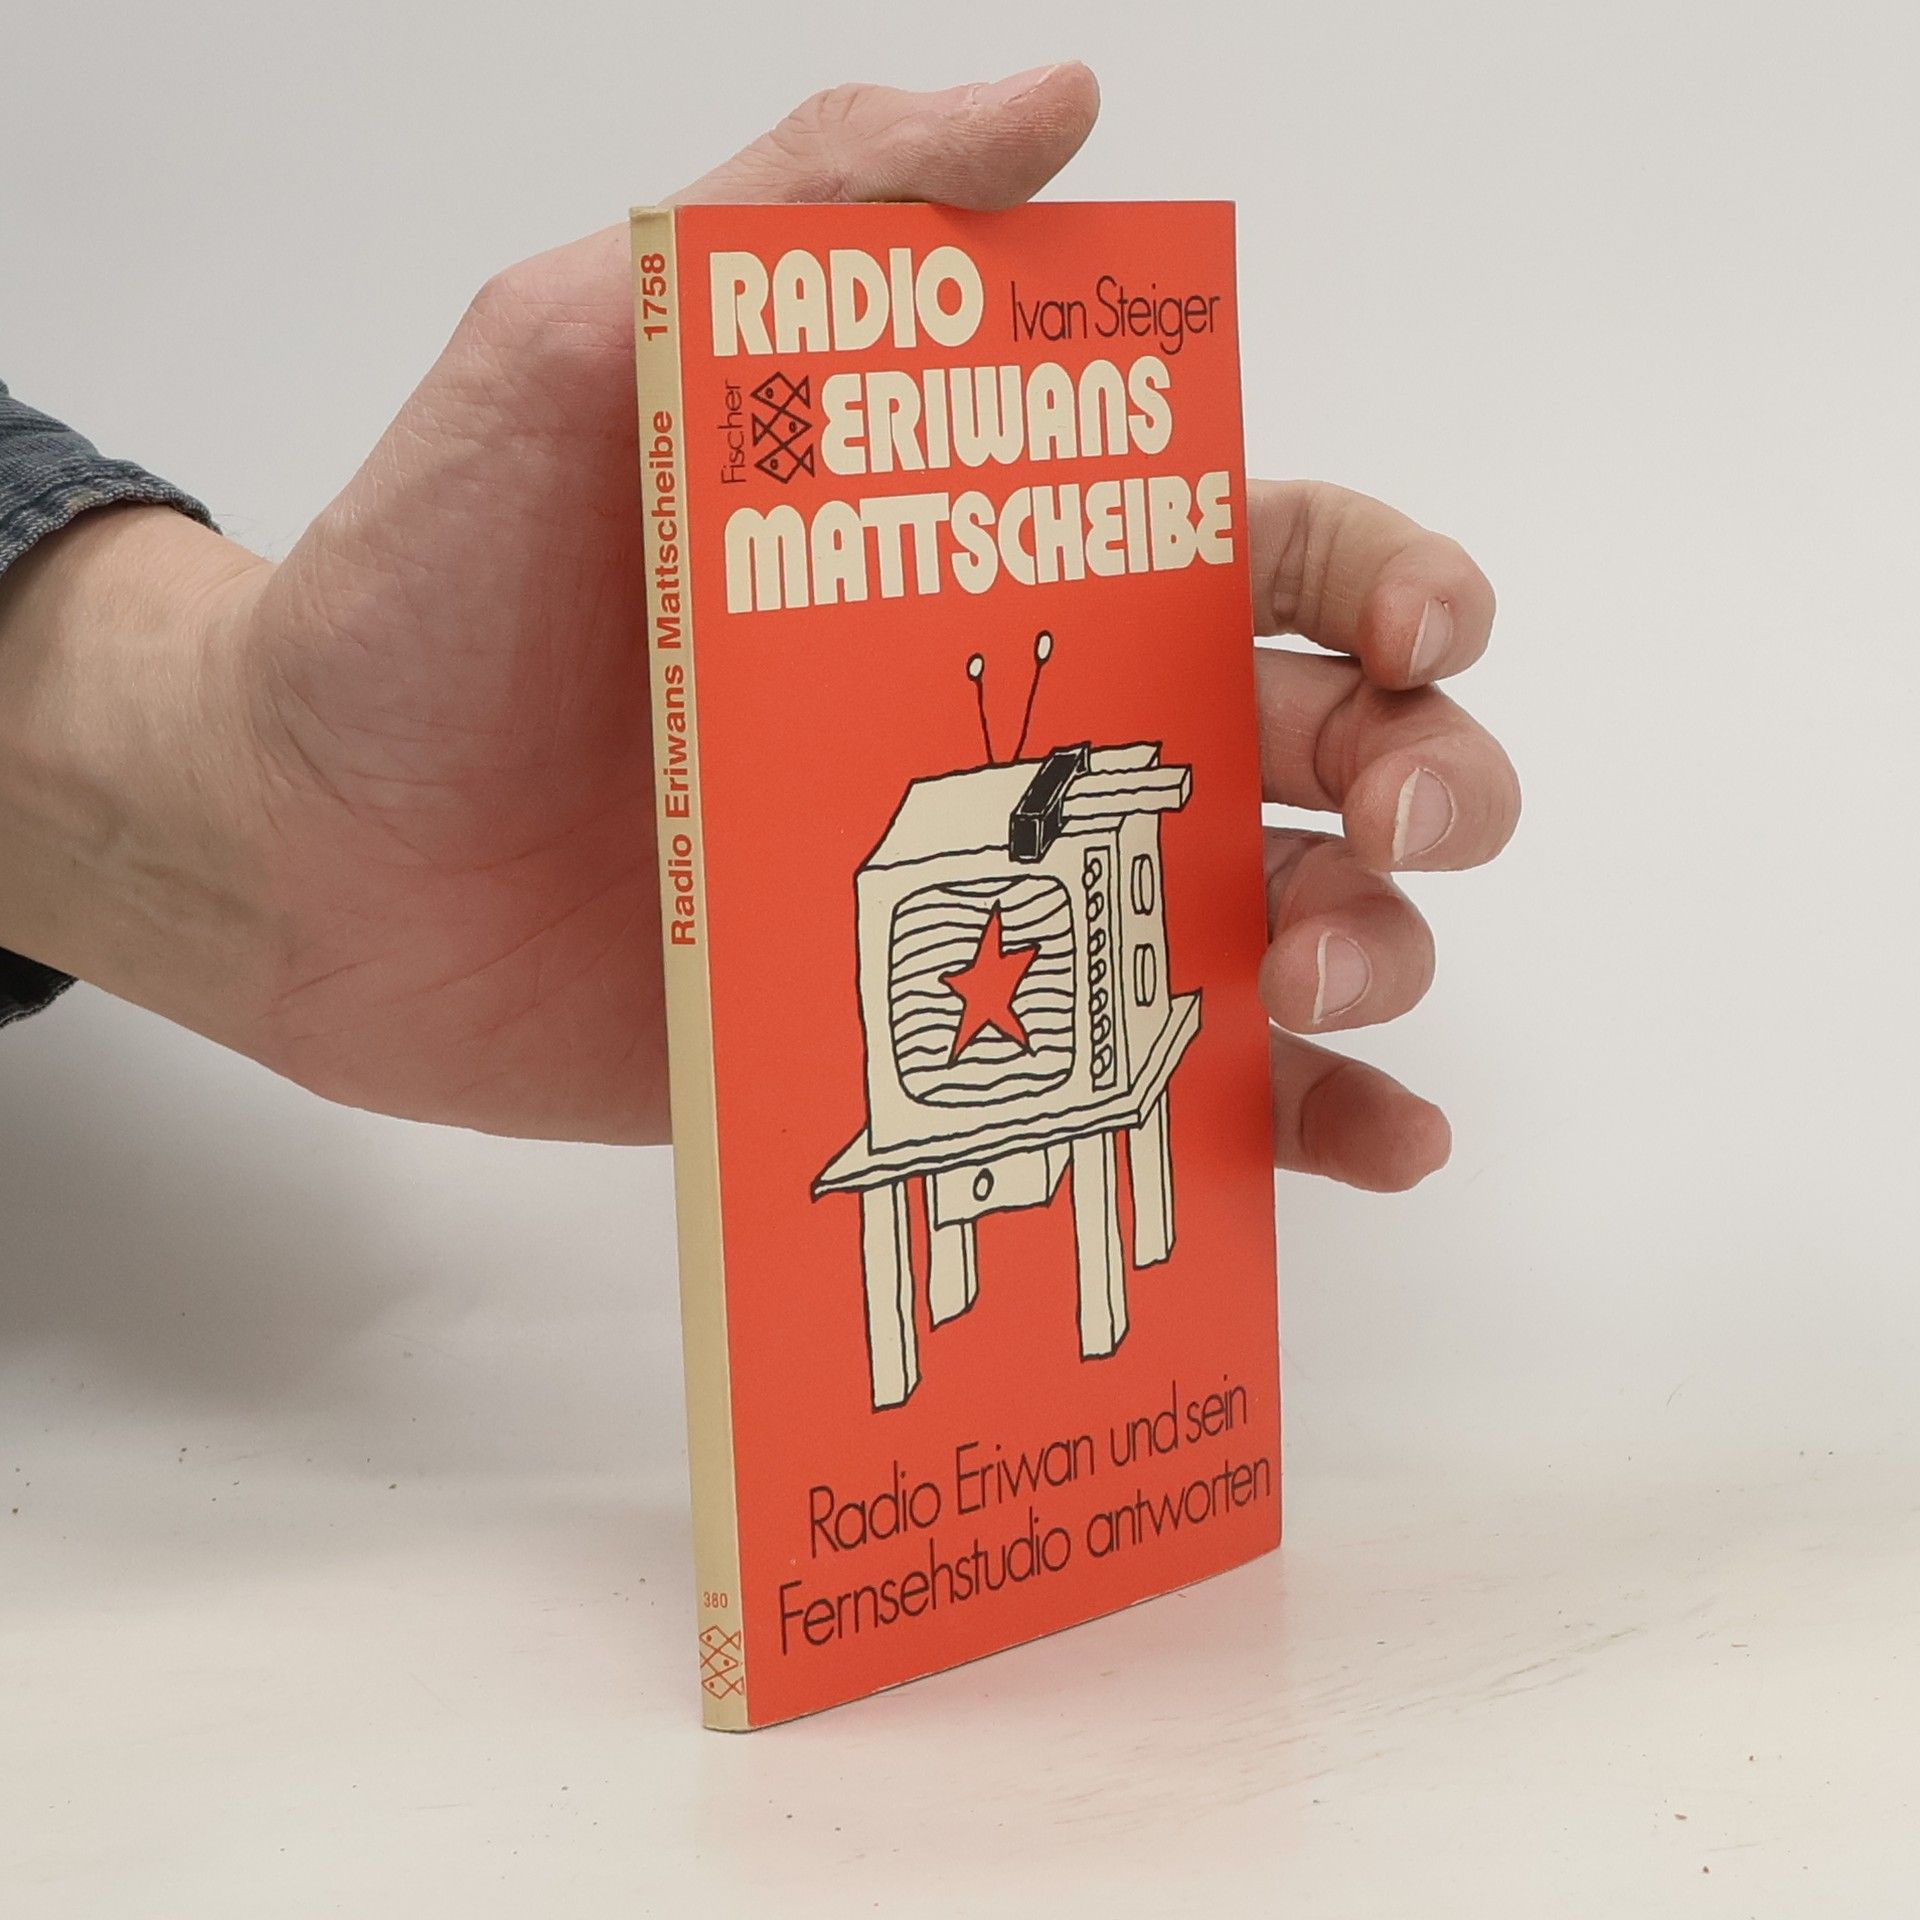 RADIO
Ivan Steiger
Fischer
ERIWANS
MATTSCHEIBE
Radio Eriwan und sein
Fernsehstudio antworten
Radio Eriwans Mattscheibe 1758
380